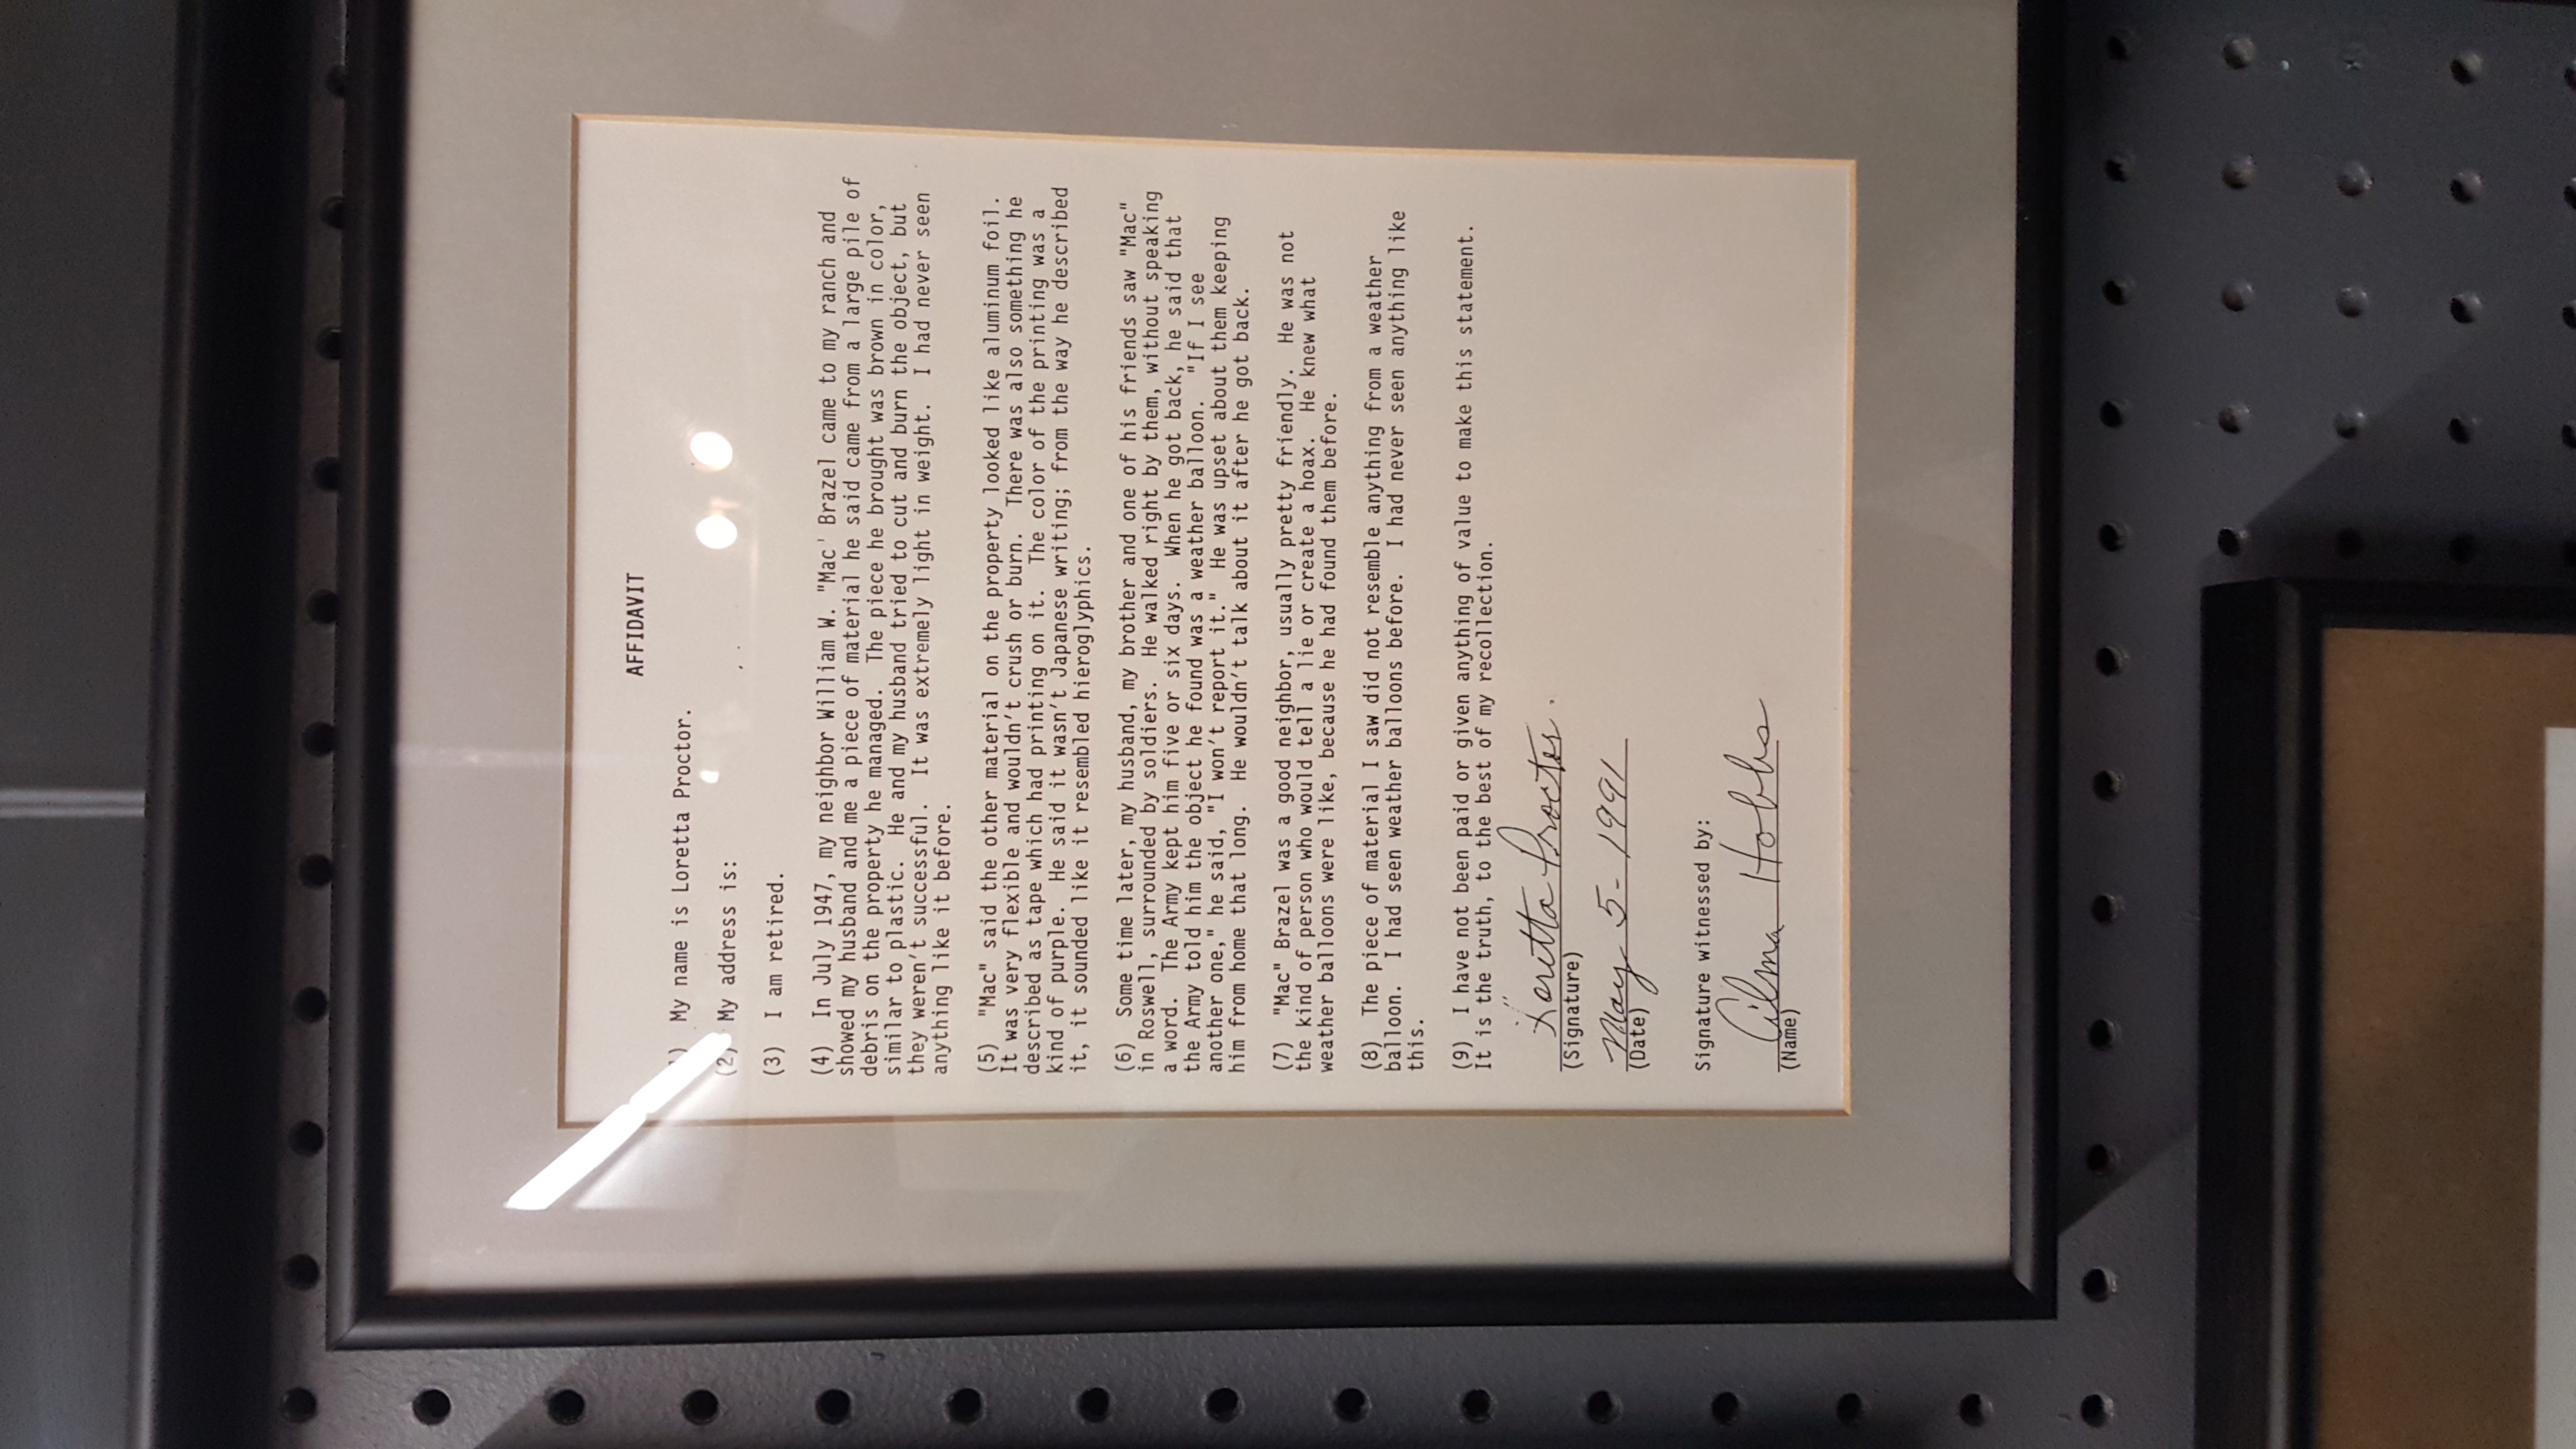 AFFIDAVIT
1) My name is Loretta Proctor.
(2) My address is:
(3) I am retired.
(4) In July 1947, my neighbor William W. "Mac' Brazel came to my ranch and
showed my husband and me a piece of material he said came from a large pile of
debris on the property he managed. The piece he brought was brown in color,
similar to plastic. He and my husband tried to cut and burn the object, but
they weren't successful. It was extremely light in weight. I had never seen
anything like it before.
(5) "Mac" said the other material on the property looked like aluminum foil.
It was very flexible and wouldn't crush or burn. There was also something he
described as tape which had printing on it. The color of the printing was a
kind of purple. He said it wasn't Japanese writing; from the way he described
it, it sounded like it resembled hieroglyphics.
(6) Some time later, my husband, my brother and one of his friends saw "Mac"
in Roswell, surrounded by soldiers. He walked right by them, without speaking
a word. The Army kept him five or six days. When he got back, he said that
the Army told him the object he found was a weather balloon. "If I see
another one," he said, "I won't report it." He was upset about them keeping
him from home that long. He wouldn't talk about it after he got back.
(7) "Mac" Brazel was a good neighbor, usually pretty friendly. He was not
the kind of person who would tell a lie or create a hoax. He knew what
weather balloons were like, because he had found them before.
(8) The piece of material I saw did not resemble anything from a weather
balloon. I had seen weather balloons before. I had never seen anything like
this.
(9) I have not been paid or given anything of value to make this statement.
It is the truth, to the best of my recollection.
Loretta Proctor.
(Signature)
May 5-1991
(Date)
Signature witnessed by:
Hobbs
(Name)